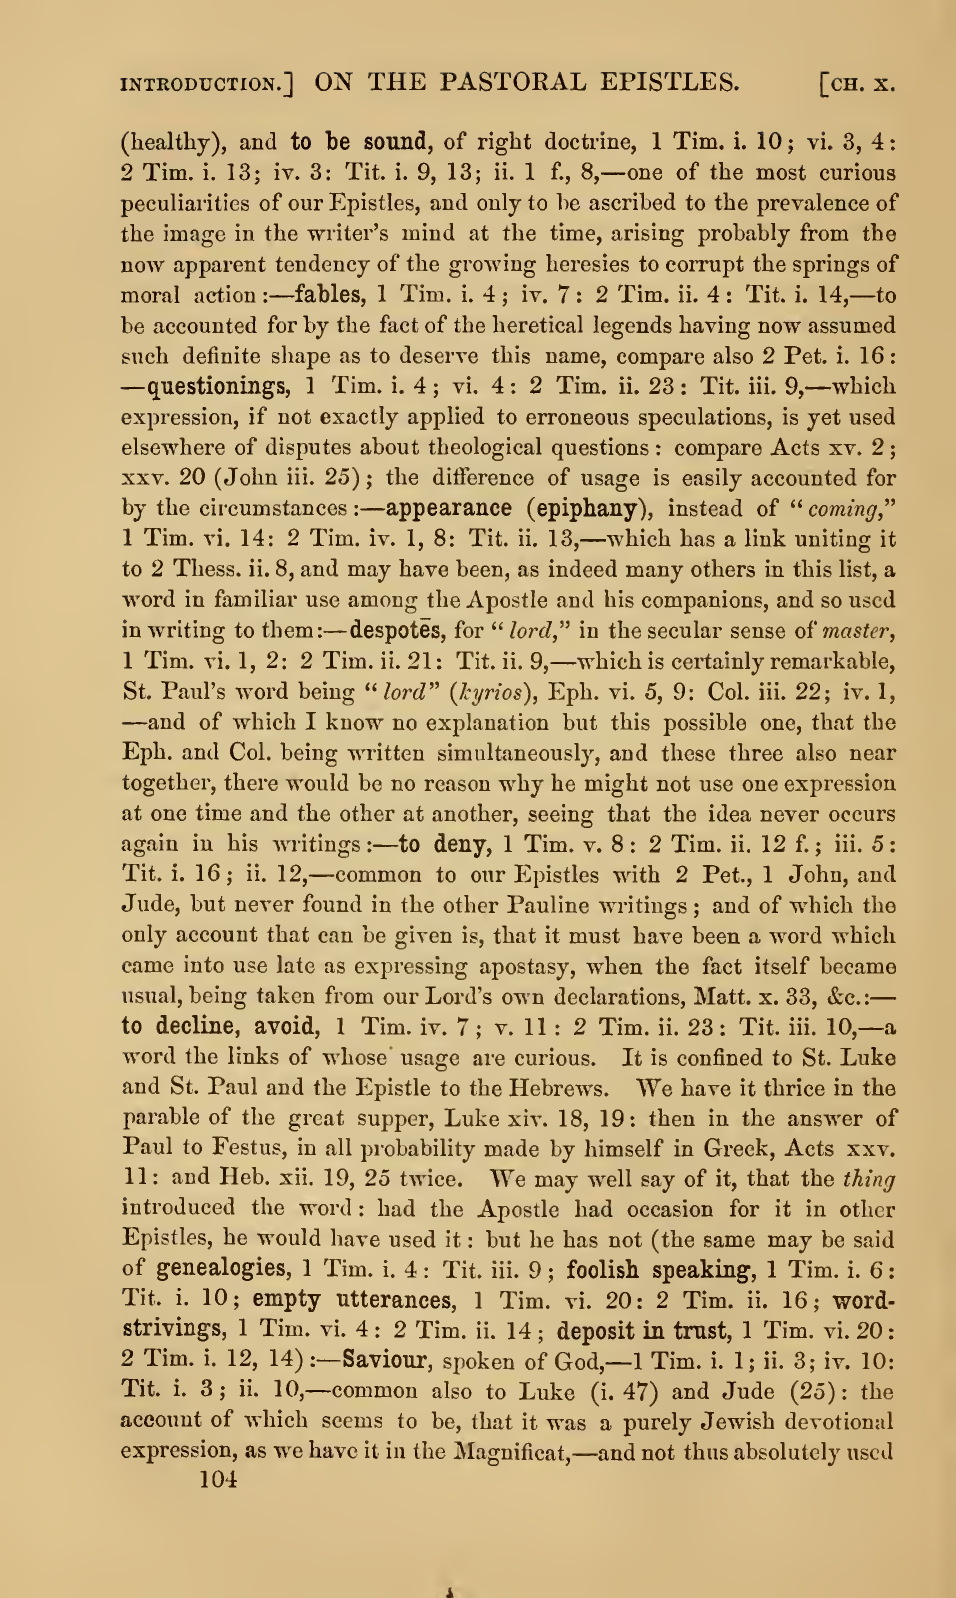 INTRODUCTION.] ON THE PASTORAL EPISTLES. [CH. X.
(healthy), and to be sound, of right doctrine, 1 Tim. i. 10; vi. 3, 4:
2 Tim. i. 13; iv. 3: Tit. i. 9, 13; ii. 1 f., 8,—one of the most curious
peculiarities of our Epistles, and only to be ascribed to the prevalence of
the image in the writer's mind at the time, arising probably from the
now apparent tendency of the growing heresies to corrupt the springs of
moral action:—fables, 1 Tim. i. 4; iv. 7: 2 Tim. ii. 4: Tit. i. 14,—to
be accounted for by the fact of the heretical legends having now assumed
such definite shape as to deserve this name, compare also 2 Pet. i. 16:
—questionings, 1 Tim. i. 4; vi. 4: 2 Tim. ii. 23: Tit. iii. 9,—which
expression, if not exactly applied to erroneous speculations, is yet used
elsewhere of disputes about theological questions: compare Acts xv. 2;
xxv. 20 (John iii. 25); the difference of usage is easily accounted for
by the circumstances:—appearance (epiphany), instead of "coming,"
1 Tim. vi. 14: 2 Tim. iv. 1, 8: Tit. ii. 13,—which has a link uniting it
to 2 Thess. ii. 8, and may have been, as indeed many others in this list, a
word in familiar use among the Apostle and his companions, and so used
in writing to them:—despotēs, for "lord," in the secular sense of master,
1 Tim. vi. 1, 2: 2 Tim. ii. 21: Tit. ii. 9,—which is certainly remarkable,
St. Paul's word being "lord" (kyrios), Eph. vi. 5, 9: Col. iii. 22; iv. 1,
—and of which I know no explanation but this possible one, that the
Eph. and Col. being written simultaneously, and these three also near
together, there would be no reason why he might not use one expression
at one time and the other at another, seeing that the idea never occurs
again in his writings:—to deny, 1 Tim. v. 8: 2 Tim. ii. 12 f.; iii. 5:
Tit. i. 16; ii. 12,—common to our Epistles with 2 Pet., 1 John, and
Jude, but never found in the other Pauline writings; and of which the
only account that can be given is, that it must have been a word which
came into use late as expressing apostasy, when the fact itself became
usual, being taken from our Lord's own declarations, Matt. x. 33, &c.:—
to decline, avoid, 1 Tim. iv. 7; v. 11: 2 Tim. ii. 23: Tit. iii. 10,—a
word the links of whose usage are curious. It is confined to St. Luke
and St. Paul and the Epistle to the Hebrews. We have it thrice in the
parable of the great supper, Luke xiv. 18, 19: then in the answer of
Paul to Festus, in all probability made by himself in Greek, Acts xxv.
11: and Heb. xii. 19, 25 twice. We may well say of it, that the thing
introduced the word: had the Apostle had occasion for it in other
Epistles, he would have used it: but he has not (the same may be said
of genealogies, 1 Tim. i. 4: Tit. iii. 9; foolish speaking, 1 Tim. i. 6:
Tit. i. 10; empty utterances, 1 Tim. vi. 20: 2 Tim. ii. 16; word-
strivings, 1 Tim. vi. 4: 2 Tim. ii. 14; deposit in trust, 1 Tim. vi. 20:
2 Tim. i. 12, 14):—Saviour, spoken of God,—1 Tim. i. 1; ii. 3; iv. 10:
Tit. i. 3; ii. 10,—common also to Luke (i. 47) and Jude (25): the
account of which seems to be, that it was a purely Jewish devotional
expression, as we have it in the Magnificat,—and not thus absolutely used
104